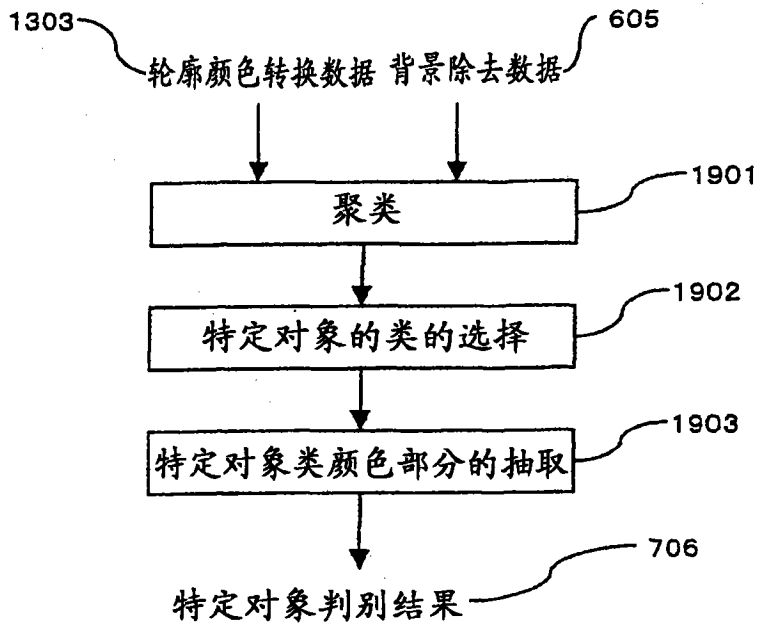 1303
605
轮廓颜色转换数据 背景除去数据
1901
聚类
1902
特定对象的类的选择
1903
特定对象类颜色部分的抽取
706
特定对象判别结果